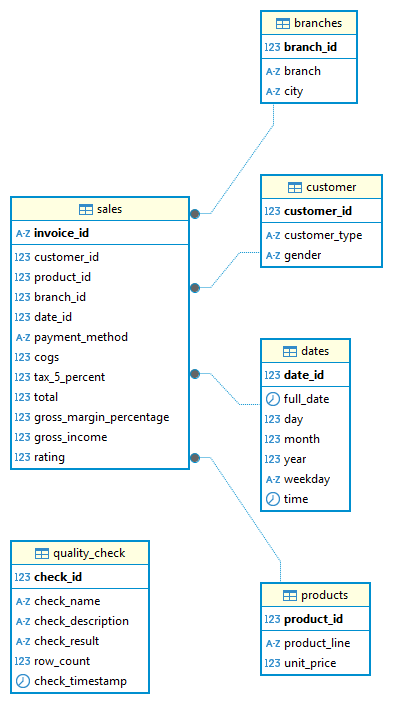 branches
123 branch_id
A-Z branch
A-Z city
customer
123 customer_id
A-Z customer_type
A-Z gender
sales
A-Z invoice_id
123 customer_id
123 product_id
123 branch_id
123 date_id
A-Z payment_method
123 cogs
123 tax_5_percent
123 total
123 gross_margin_percentage
123 gross_income
123 rating
dates
123 date_id
full_date
123 day
123 month
123 year
A-Z weekday
time
quality_check
123 check_id
A-Z check_name
A-Z check_description
A-Z check_result
123 row_count
check_timestamp
products
123 product_id
A-Z product_line
123 unit_price